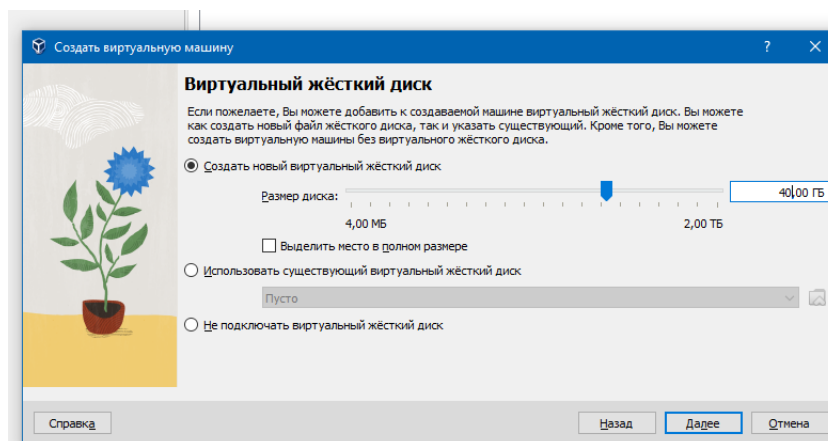 Создать виртуальную машину
?
Виртуальный жёсткий диск
Если пожелаете, Вы можете добавить к создаваемой машине виртуальный жёсткий диск. Вы можете
как создать новый файл жёсткого диска, так и указать существующий. Кроме того, Вы можете
создать виртуальную машины без виртуального жёсткого диска.
Создать новый виртуальный жёсткий диск
Размер диска:
40,00 ГБ
4,00 МБ
2,00 ТБ
Выделить место в полном размере
Использовать существующий виртуальный жёсткий диск
Пусто
Не подключать виртуальный жёсткий диск
Справка
Назад
Далее
Отмена